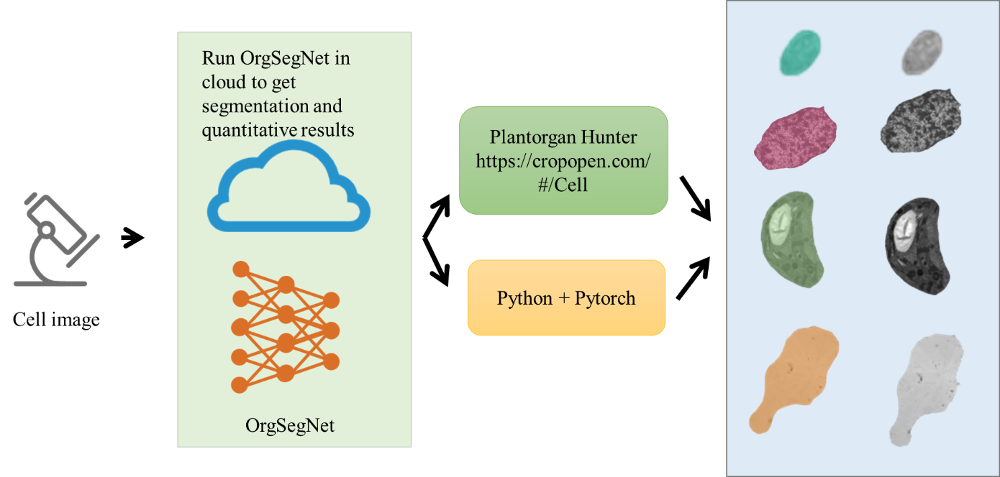 Run OrgSegNet in
cloud to get
segmentation and
quantitative results
Plantorgan Hunter
https://cropopen.com/
#/Cell
Python + Pytorch
Cell image
OrgSegNet